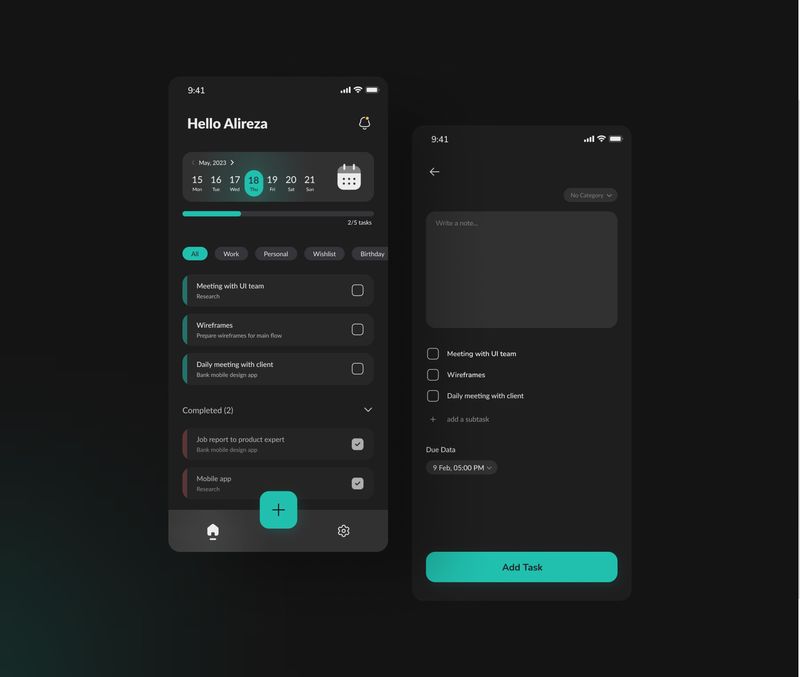 9:41
Hello Alireza
May, 2023
15 16 17 18 19 20 21
Mon Tue Wed Thu Fri Sat Sun
2/5 tasks
All Work Personal Wishlist Birthday
Meeting with UI team
Research
Wireframes
Prepare wireframes for main flow
Daily meeting with client
Bank mobile design app
Completed (2)
Job report to product expert
Bank mobile design app
Mobile app
Research
9:41
No Category
Write a note...
Meeting with UI team
Wireframes
Daily meeting with client
+ add a subtask
Due Data
9 Feb, 05:00 PM
Add Task